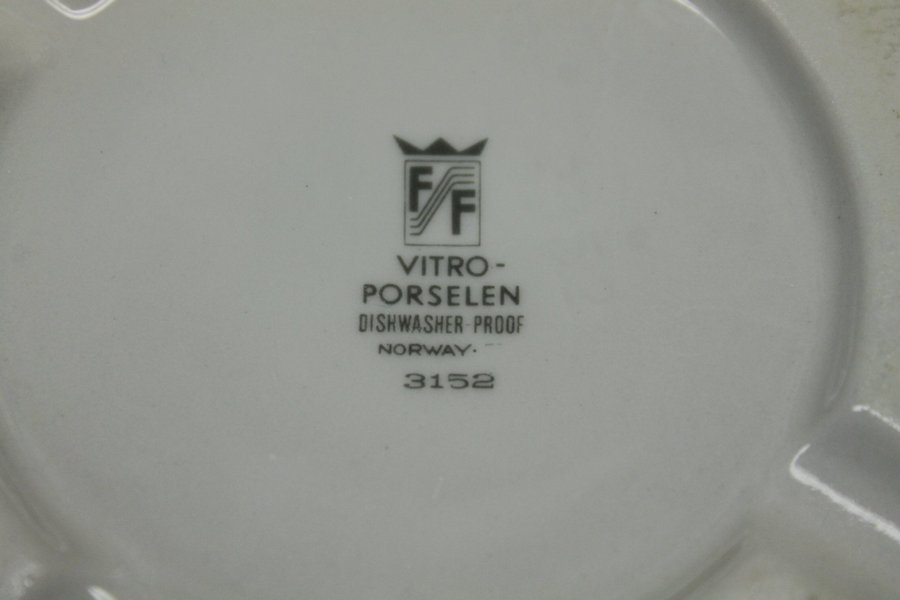 F F
VITRO-
PORSELEN
DISHWASHER-PROOF
NORWAY.
3152